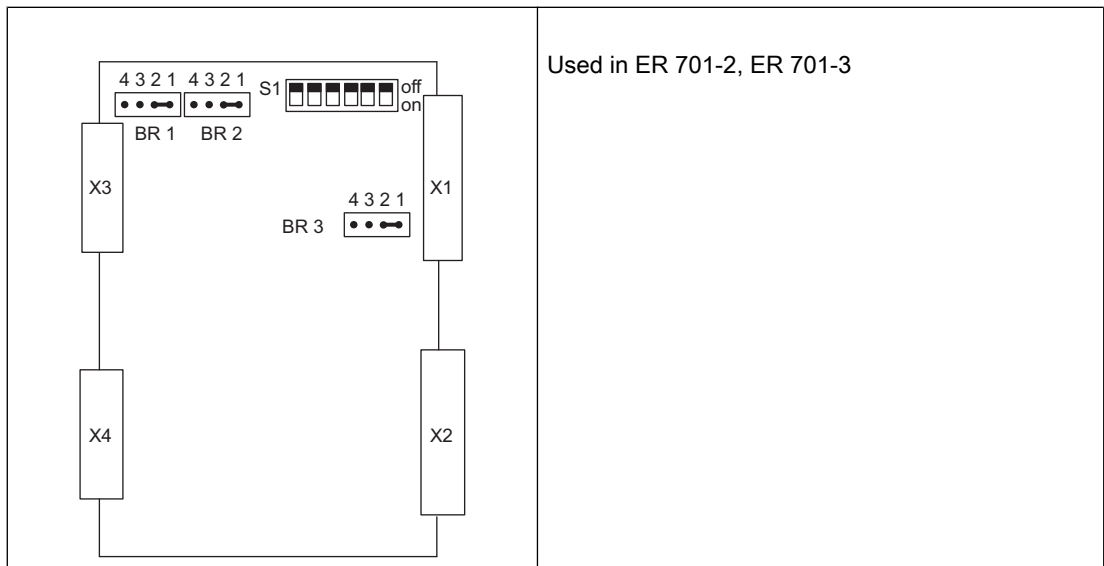 Used in ER 701-2, ER 701-3
4 3 2 1 4 3 2 1
S1
off
on
BR 1 BR 2
X3
X1
4 3 2 1
BR 3
X4
X2